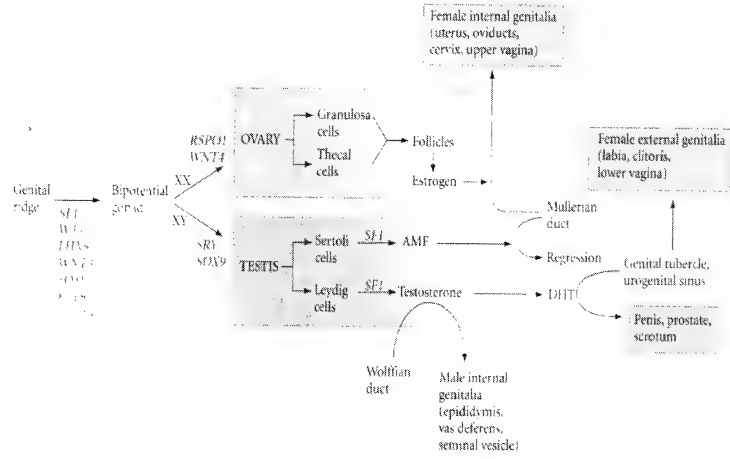 Female internal genitalia
(uterus, oviducts,
cervix, upper vagina)
RSPO1
WNT4
OVARY
Granulosa
cells
Thecal
cells
Follicles
Estrogen
Female external genitalia
(labia, clitoris,
lower vagina)
Genital
ridge
SF1
Bipotential
XX
XY
SRY
SOX9
TESTIS
Sertoli
cells
SF1
Leydig
cells
SF1
Testosterone
Mullerian
duct
Regression
DHT
Genital tubercle,
urogenital sinus
Penis, prostate,
scrotum
Wolffian
duct
Male internal
genitalia
(epididymis,
vas deferens,
seminal vesicle)